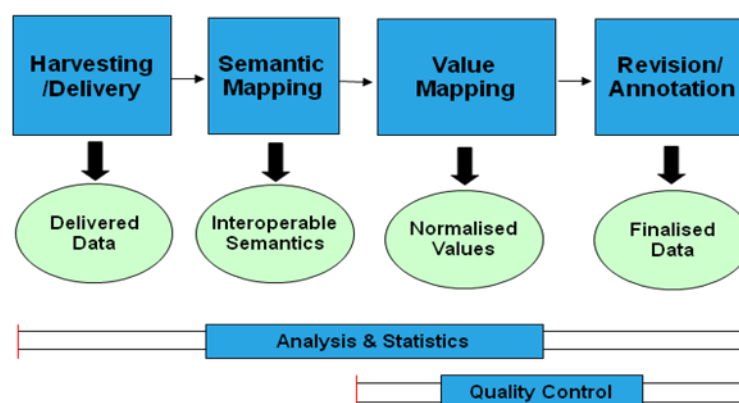 Harvesting
/Delivery
Semantic
Mapping
Value
Mapping
Revision/
Annotation
Delivered
Data
Interoperable
Semantics
Normalised
Values
Finalised
Data
Analysis & Statistics
Quality Control